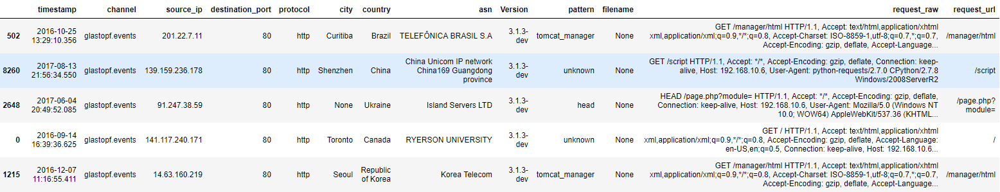 timestamp channel source_ip destination_port protocol city country asn Version pattern filename request_raw request_url
502 2016-10-25 13:29:10.356 glastopf.events 201.22.7.11 80 http Curitiba Brazil TELEFÔNICA BRASIL S.A 3.1.3-dev tomcat_manager None GET /manager/html HTTP/1.1, Accept: text/html,application/xhtml xml,application/xml;q=0.9,*/*;q=0.8, Accept-Charset: ISO-8859-1,utf-8;q=0.7,*;q=0.7, Accept-Encoding: gzip, deflate, Accept-Language... /manager/html
8260 2017-08-13 21:56:34.550 glastopf.events 139.159.236.178 80 http Shenzhen China China Unicom IP network China169 Guangdong province 3.1.3-dev unknown None GET /script HTTP/1.1, Accept: */*, Accept-Encoding: gzip, deflate, Connection: keep-alive, Host: 192.168.10.6, User-Agent: python-requests/2.7.0 CPython/2.7.8 Windows/2008ServerR2 /script
2648 2017-06-04 20:49:52.085 glastopf.events 91.247.38.59 80 http None Ukraine Island Servers LTD 3.1.3-dev head None HEAD /page.php?module= HTTP/1.1, Accept: */*, Accept-Encoding: gzip, deflate, Connection: keep-alive, Host: 192.168.10.6, User-Agent: Mozilla/5.0 (Windows NT 10.0; WOW64) AppleWebKit/537.36 (KHTML... /page.php?module=
0 2016-09-14 16:39:36.625 glastopf.events 141.117.240.171 80 http Toronto Canada RYERSON UNIVERSITY 3.1.3-dev unknown None GET / HTTP/1.1, Accept: text/html,application/xhtml xml,application/xml;q=0.9,*/*;q=0.8, Accept-Encoding: gzip, deflate, Accept-Language: en-US,en;q=0.5, Connection: keep-alive, Host: 192.168.10.6... /
1215 2016-12-07 11:16:55.411 glastopf.events 14.63.160.219 80 http Seoul Republic of Korea Korea Telecom 3.1.3-dev tomcat_manager None GET /manager/html HTTP/1.1, Accept: text/html,application/xhtml xml,application/xml;q=0.9,*/*;q=0.8, Accept-Charset: ISO-8859-1,utf-8;q=0.7,*;q=0.7, Accept-Encoding: gzip, deflate, Accept-Language... /manager/html